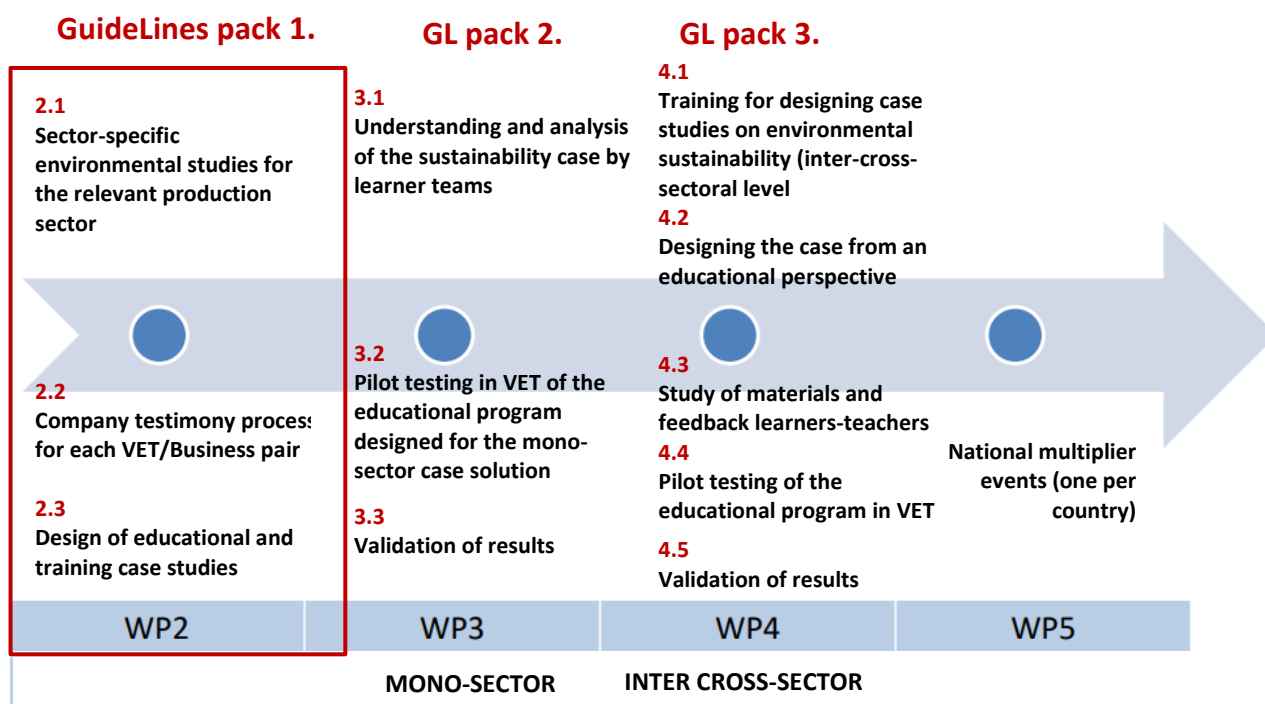 GuideLines pack 1.
GL pack 2.
GL pack 3.
2.1
Sector-specific
environmental studies for
the relevant production
sector
2.2
Company testimony process
for each VET/Business pair
2.3
Design of educational and
training case studies
3.1
Understanding and analysis
of the sustainability case by
learner teams
3.2
Pilot testing in VET of the
educational program
designed for the mono-
sector case solution
3.3
Validation of results
4.1
Training for designing case
studies on environmental
sustainability (inter-cross-
sectoral level
4.2
Designing the case from an
educational perspective
4.3
Study of materials and
feedback learners-teachers
4.4
Pilot testing of the
educational program in VET
4.5
Validation of results
National multiplier
events (one per
country)
WP2
WP3
WP4
WP5
MONO-SECTOR
INTER CROSS-SECTOR